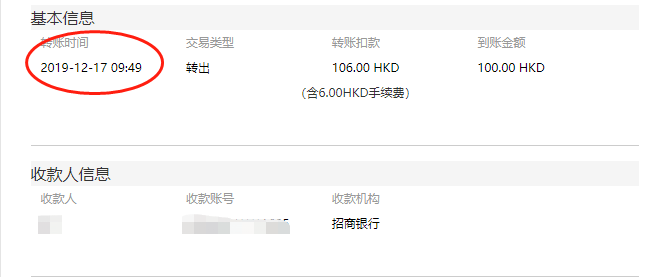 基本信息
转账时间 交易类型 转账扣款 到账金额
2019-12-17 09:49 转出 106.00 HKD 100.00 HKD
（含6.00HKD手续费）
收款人信息
收款人 收款账号 收款机构
招商银行